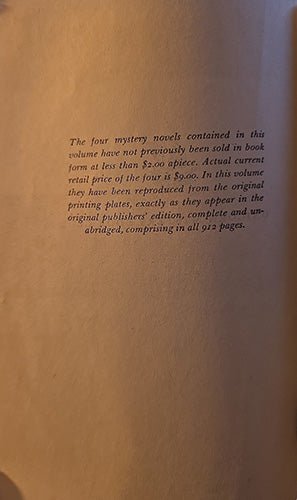 The four mystery novels contained in this
volume have not previously been sold in book
form at less than $2.00 apiece. Actual current
retail price of the four is $9.00. In this volume
they have been reproduced from the original
printing plates, exactly as they appear in the
original publishers' edition, complete and un-
abridged, comprising in all 912 pages.